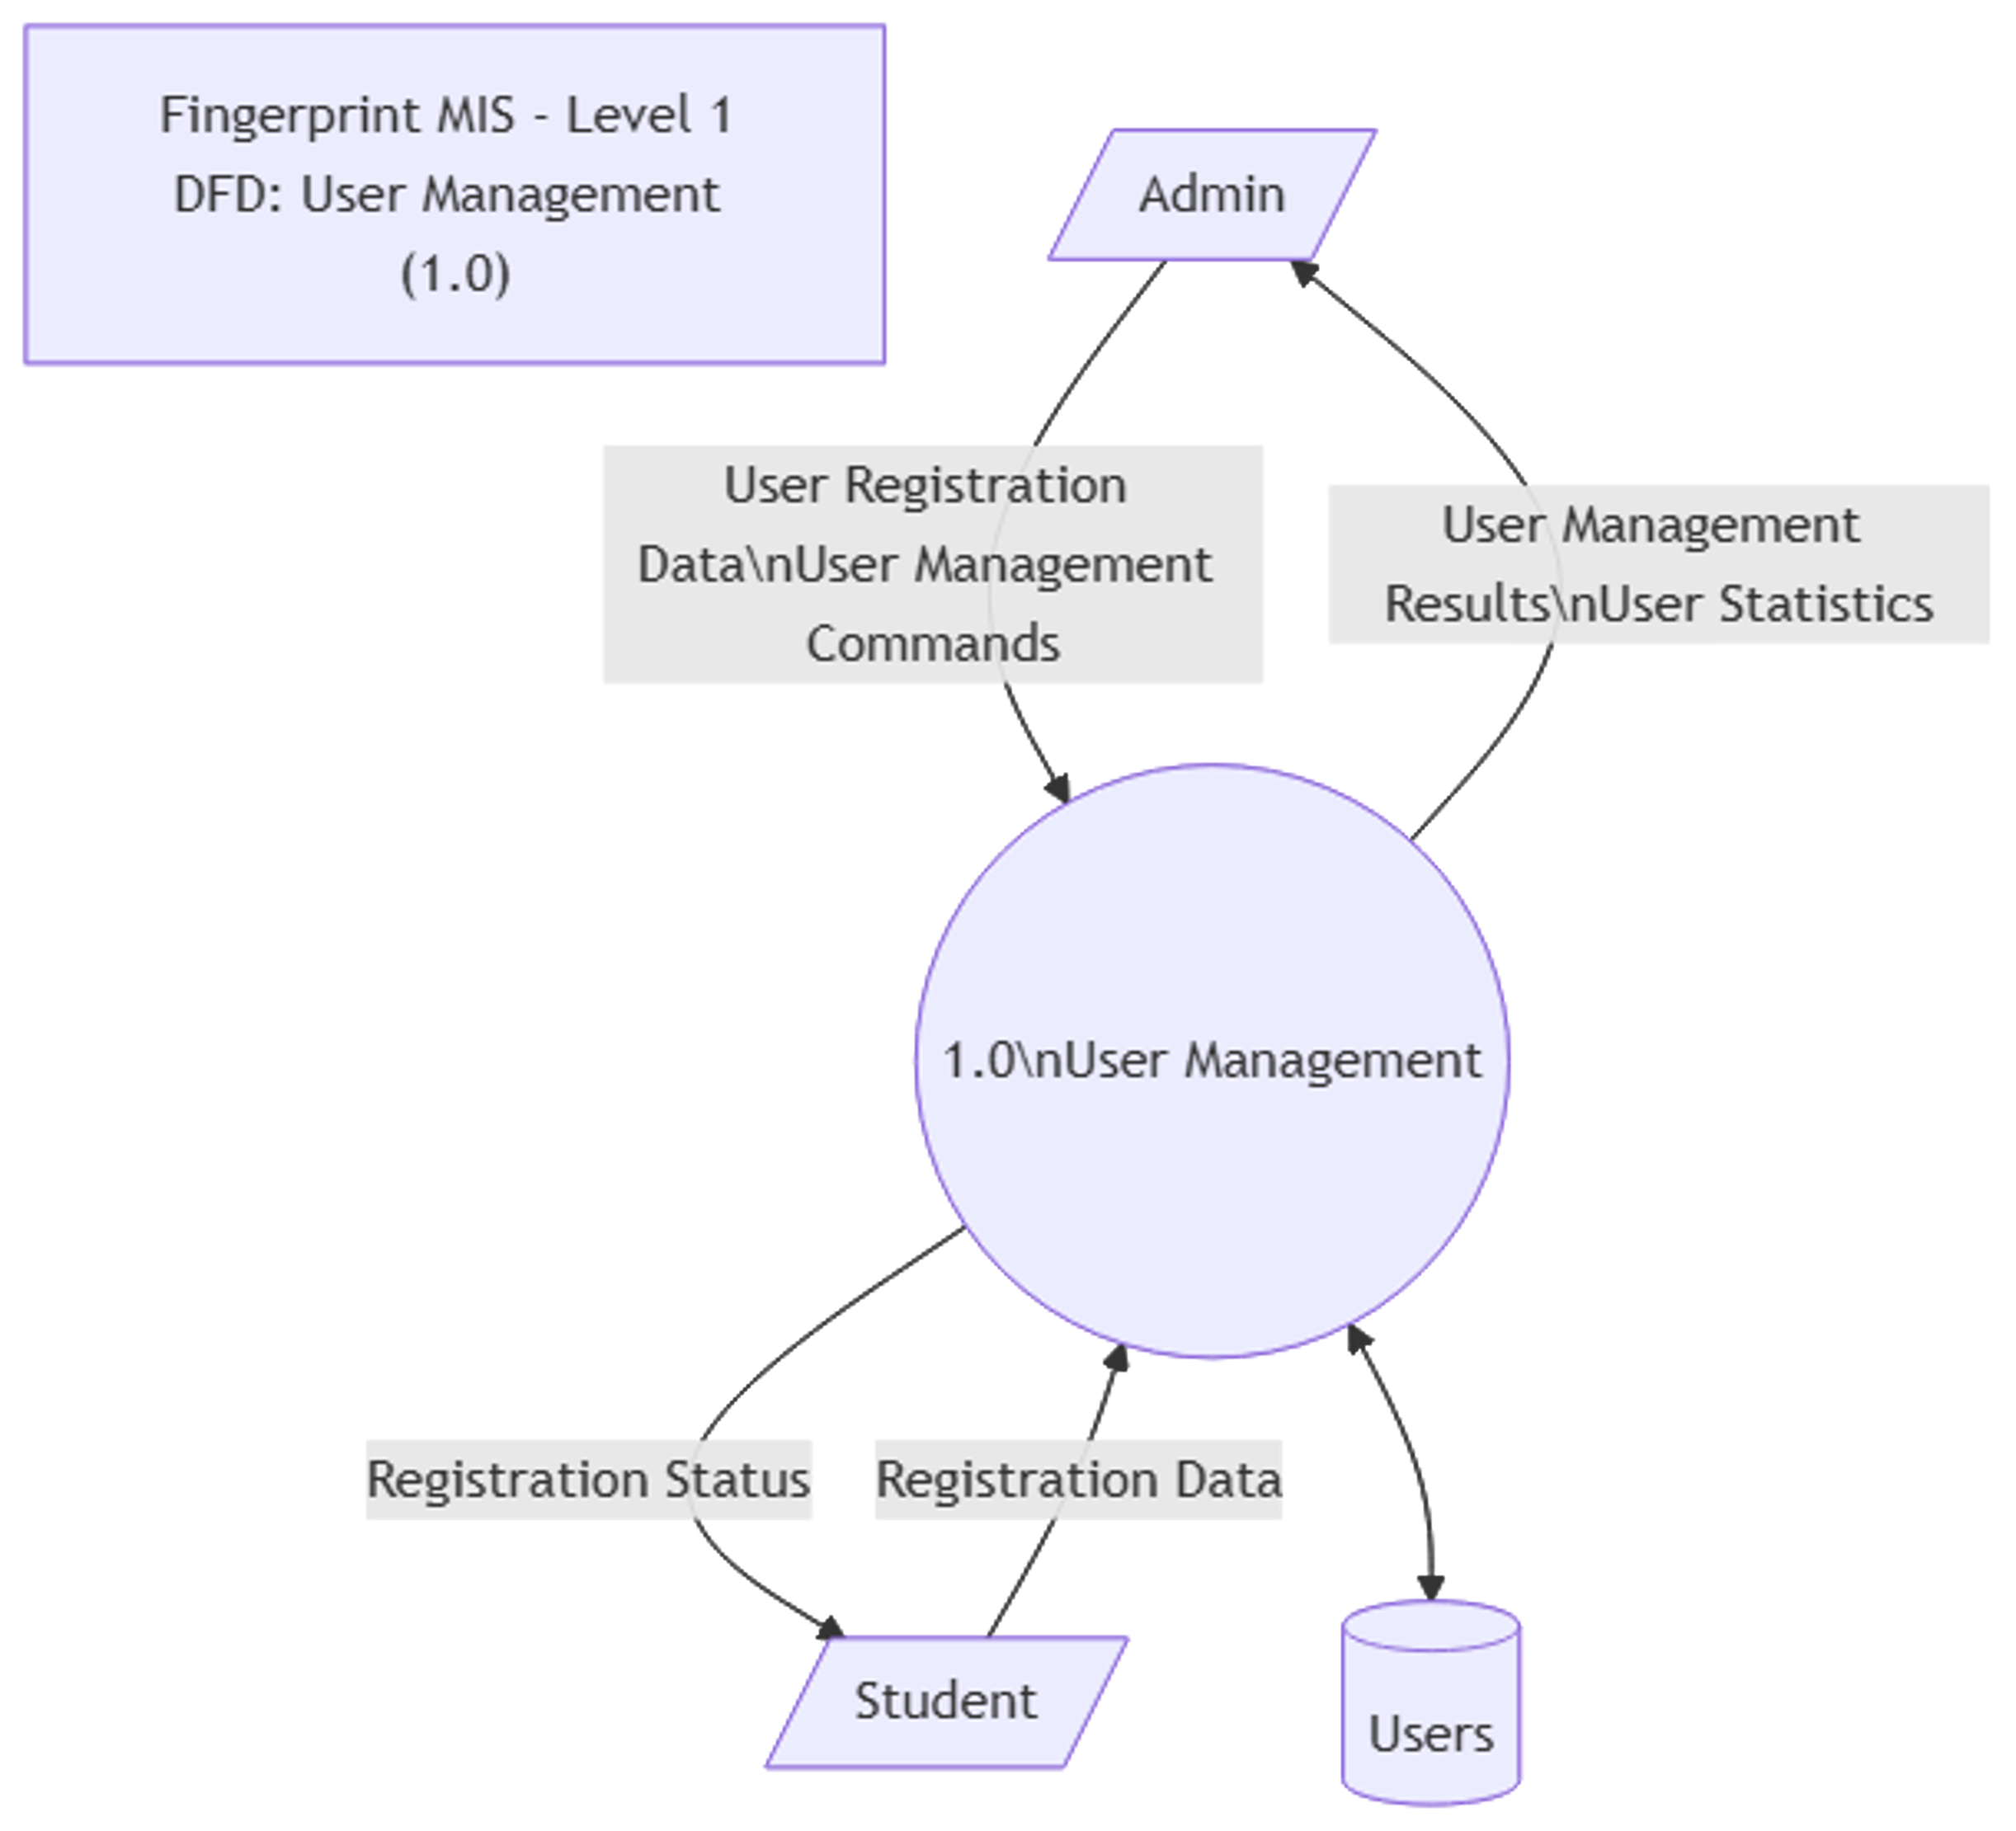 Fingerprint MIS - Level 1
DFD: User Management
(1.0)
Admin
User Registration
Data\nUser Management
Commands
User Management
Results\nUser Statistics
1.0\nUser Management
Registration Status
Registration Data
Student
Users